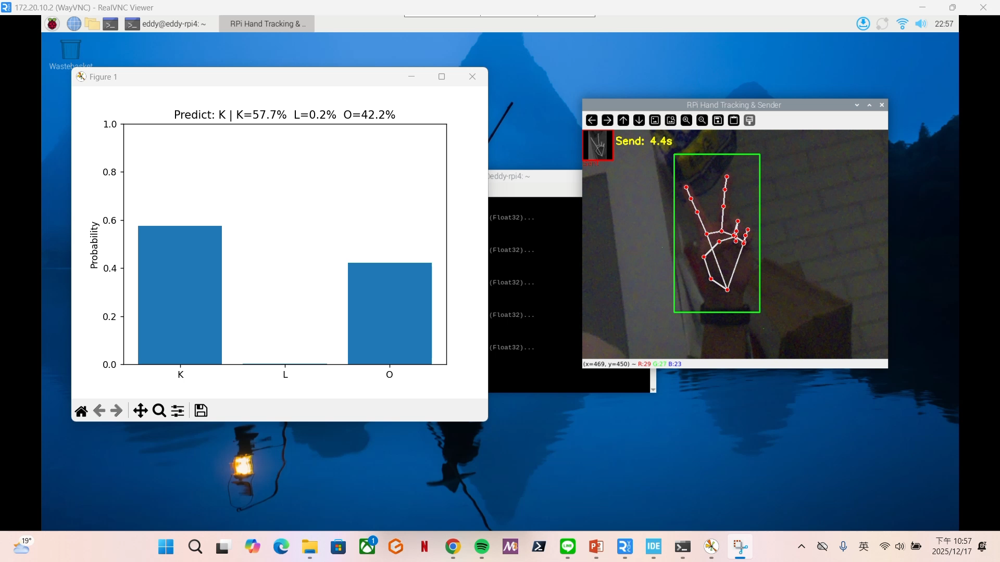 172.20.10.2 (WayVNC) - RealVNC Viewer
eddy@eddy-rpi4: ~
RPi Hand Tracking & ..
22:57
Wastebasket
Figure 1
Predict: K | K=57.7%  L=0.2%  O=42.2%
1.0
0.8
0.6
0.4
0.2
0.0
Probability
K
L
O
eddy-rpi4: ~
(Float32)...
(Float32)...
(Float32)...
(Float32)...
(Float32)...
RPi Hand Tracking & Sender
Send: 4.4s
Sent
(x=469, y=450) ~ R:29 G:27 B:23
19°
1
N
LINE
P
IDE
英
下午 10:57
2025/12/17